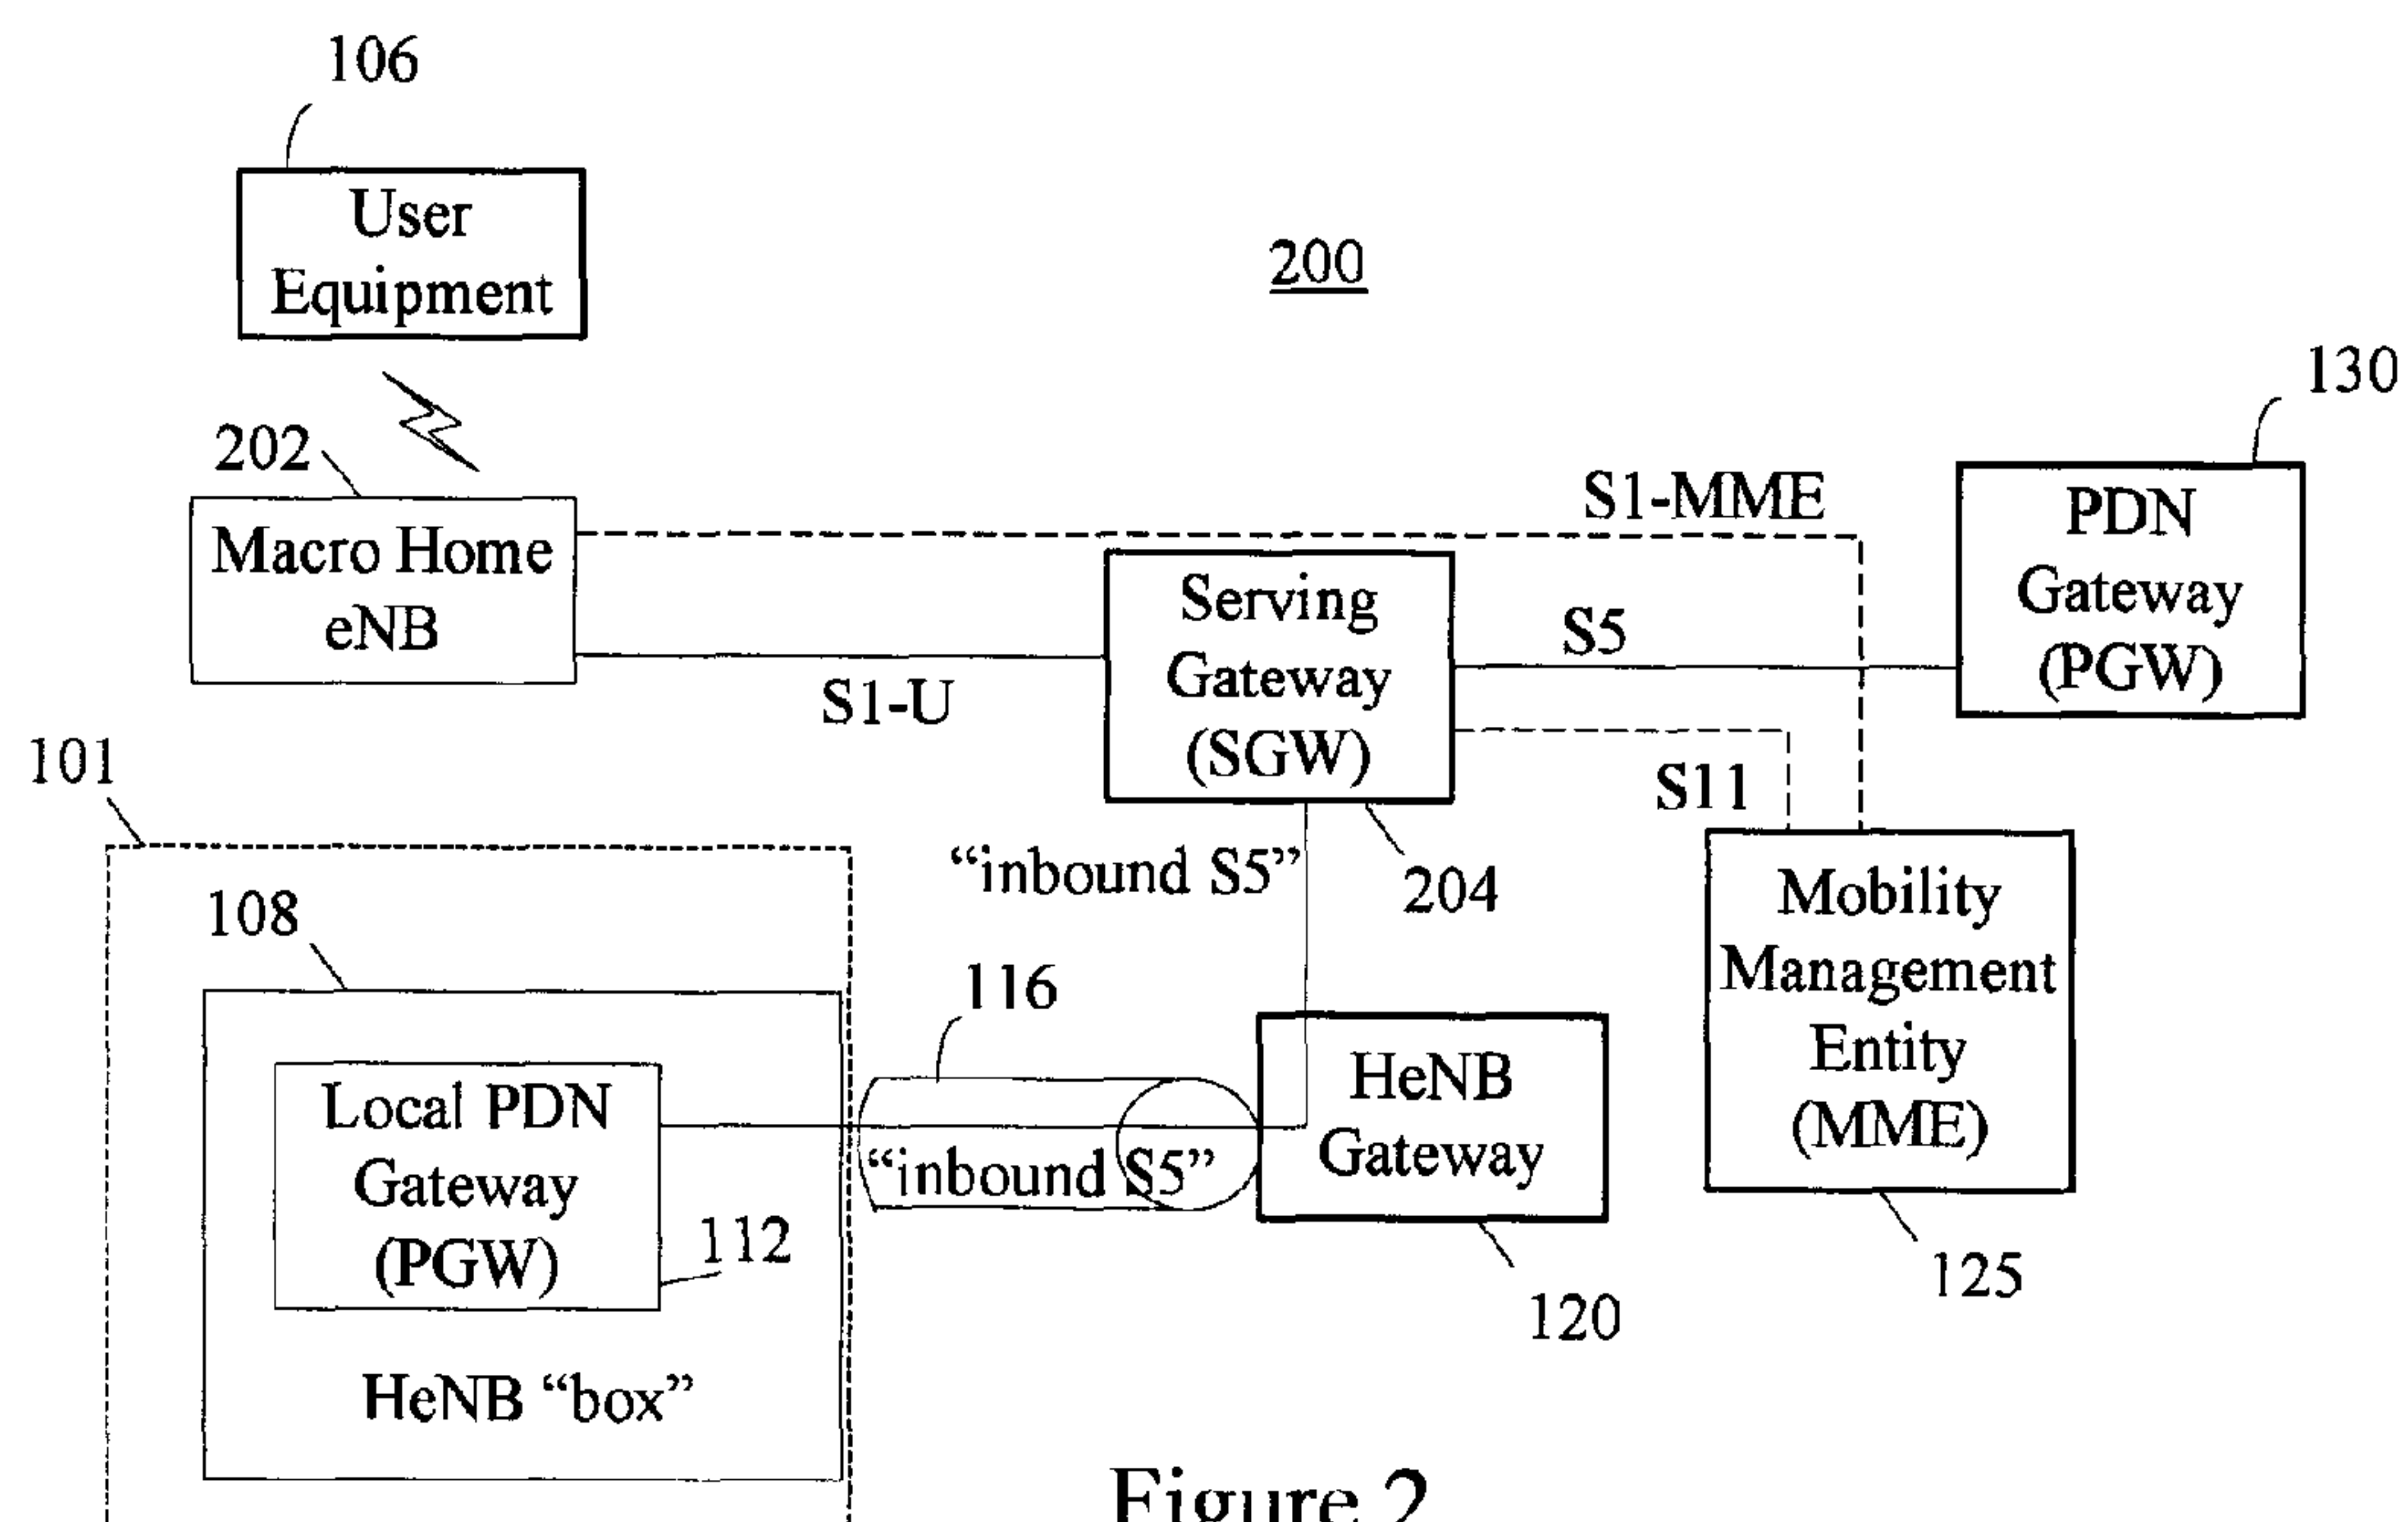 106
User
Equipment
200
130
202
S1-MME
PDN
Gateway
(PGW)
Macro Home
eNB
Serving
Gateway
(SGW)
S5
S1-U
S11
101
"inbound S5"
204
Mobility
Management
Entity
(MME)
108
116
HeNB
Gateway
Local PDN
Gateway
(PGW)
"inbound S5"
112
125
120
HeNB "box"
Figure 2